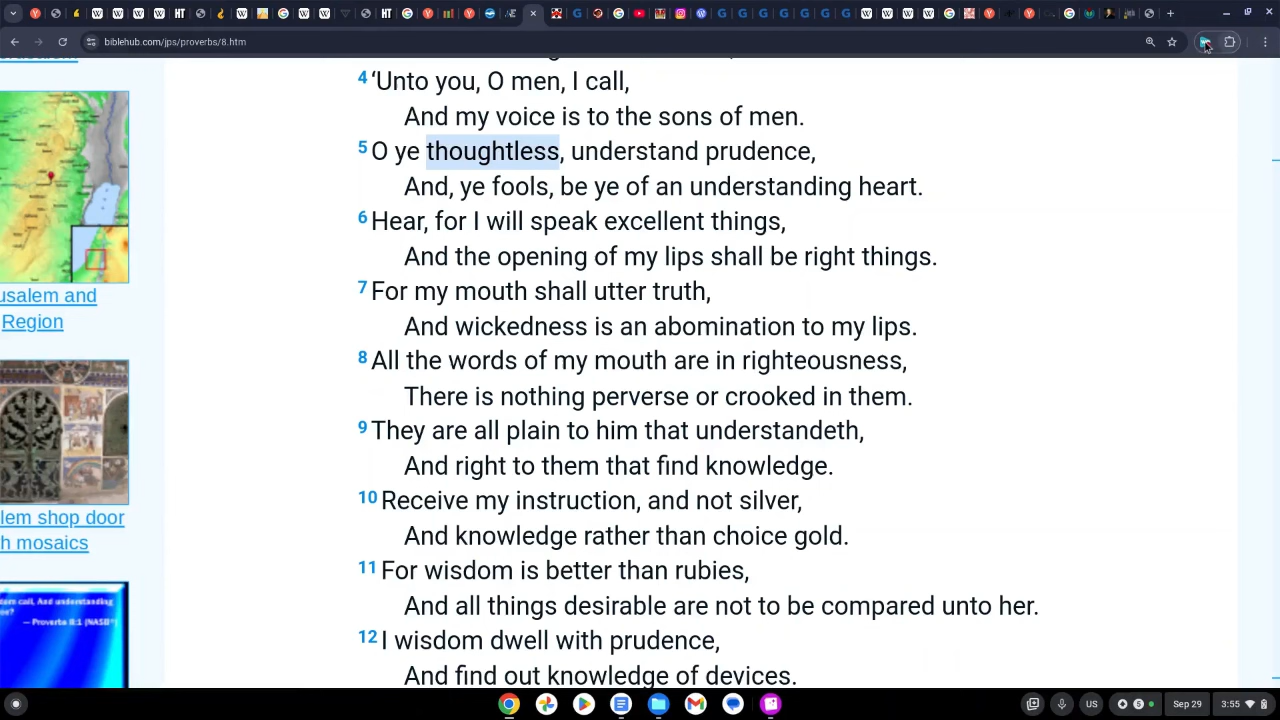 biblehub.com/jps/proverbs/8.htm
4 ‘Unto you, O men, I call,
And my voice is to the sons of men.
5 O ye thoughtless, understand prudence,
And, ye fools, be ye of an understanding heart.
6 Hear, for I will speak excellent things,
And the opening of my lips shall be right things.
7 For my mouth shall utter truth,
And wickedness is an abomination to my lips.
8 All the words of my mouth are in righteousness,
There is nothing perverse or crooked in them.
9 They are all plain to him that understandeth,
And right to them that find knowledge.
10 Receive my instruction, and not silver,
And knowledge rather than choice gold.
11 For wisdom is better than rubies,
And all things desirable are not to be compared unto her.
12 I wisdom dwell with prudence,
And find out knowledge of devices.
usalem and
Region
lem shop door
h mosaics
And understanding
— Proverbs 8:1 (NASB®)
US
5
Sep 29
3:55